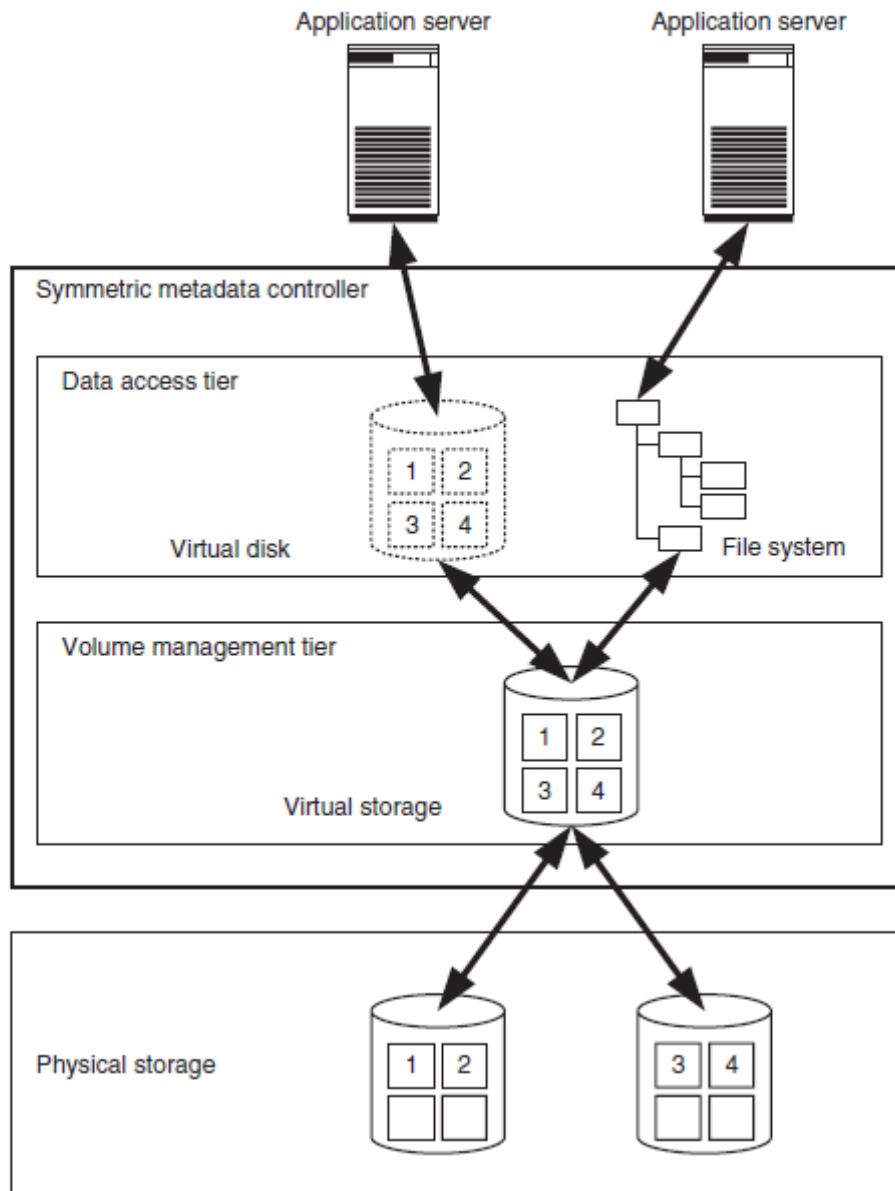 Application server
Application server
Symmetric metadata controller
Data access tier
1 2
3 4
Virtual disk
File system
Volume management tier
1 2
3 4
Virtual storage
Physical storage
1 2
3 4